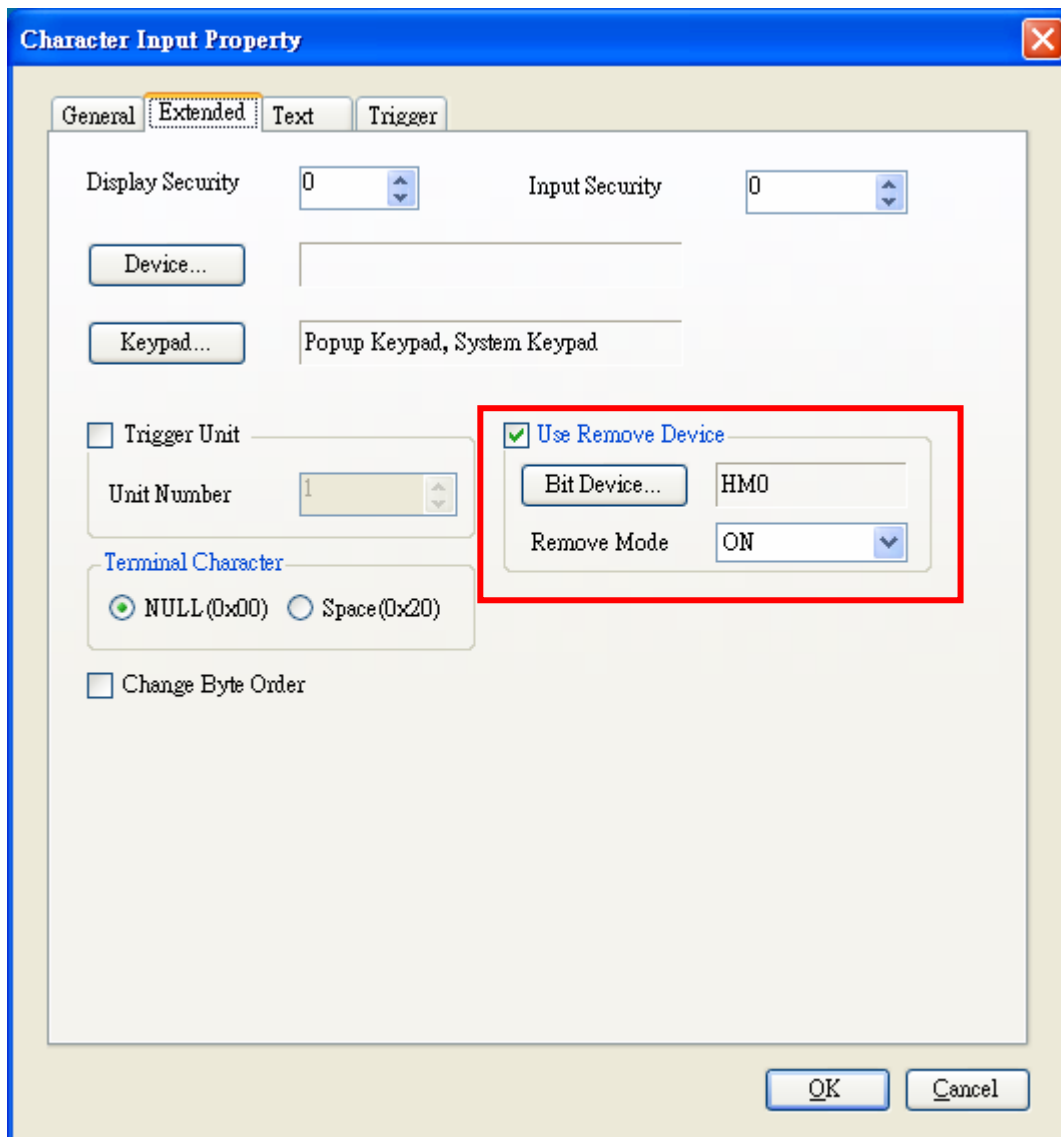 Character Input Property
General Extended Text Trigger
Display Security 0 Input Security 0
Device...
Keypad... Popup Keypad, System Keypad
Trigger Unit Use Remove Device
Unit Number 1 Bit Device... HM0
Remove Mode ON
Terminal Character
NULL(0x00) Space(0x20)
Change Byte Order
OK Cancel